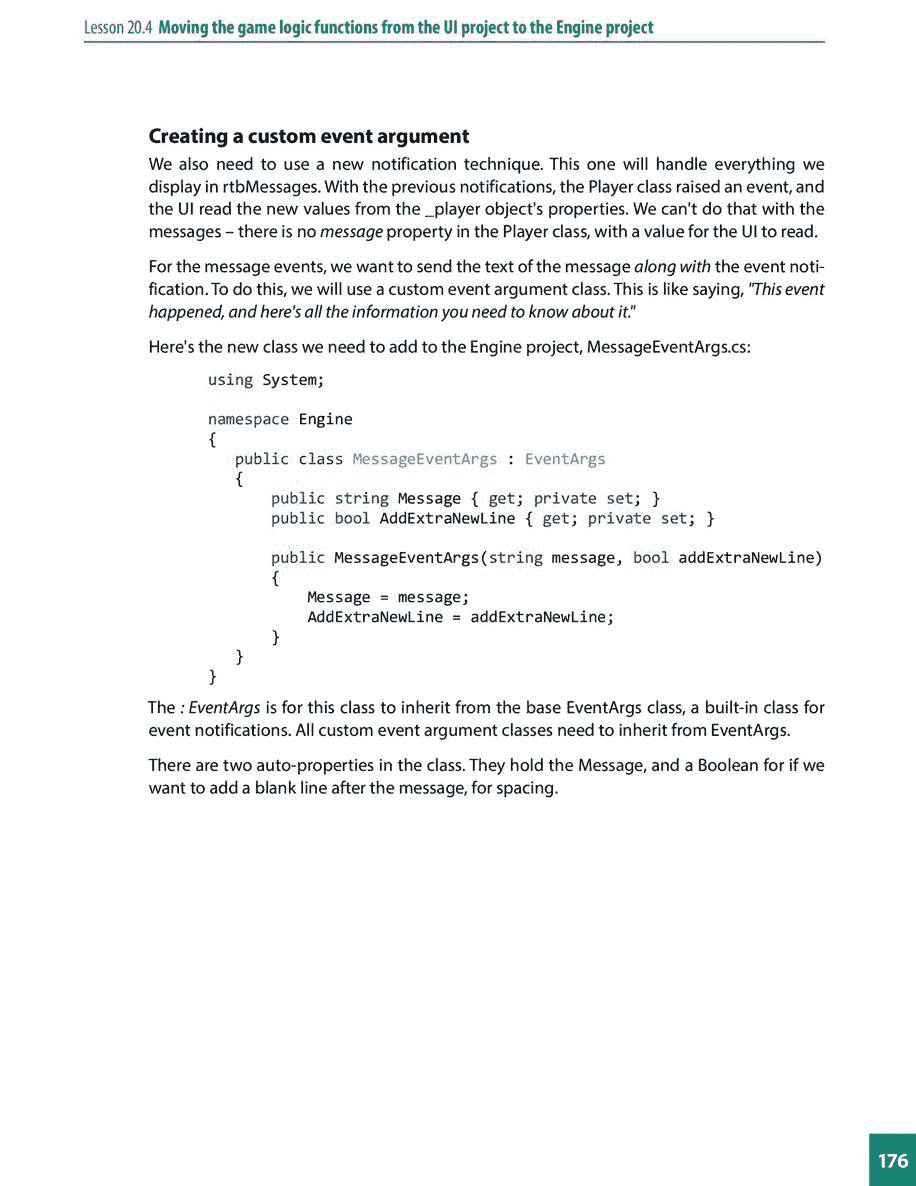 Lesson 20.4 Moving the game logic functions from the UI project to the Engine project
Creating a custom event argument
We also need to use a new notification technique. This one will handle everything we
display in rtbMessages. With the previous notifications, the Player class raised an event, and
the UI read the new values from the _player object's properties. We can't do that with the
messages – there is no message property in the Player class, with a value for the UI to read.
For the message events, we want to send the text of the message along with the event noti-
fication. To do this, we will use a custom event argument class. This is like saying, "This event
happened, and here's all the information you need to know about it."
Here's the new class we need to add to the Engine project, MessageEventArgs.cs:
using System;
namespace Engine
{
public class MessageEventArgs : EventArgs
{
public string Message { get; private set; }
public bool AddExtraNewLine { get; private set; }
public MessageEventArgs(string message, bool addExtraNewLine)
{
Message = message;
AddExtraNewLine = addExtraNewLine;
}
}
}
The : EventArgs is for this class to inherit from the base EventArgs class, a built-in class for
event notifications. All custom event argument classes need to inherit from EventArgs.
There are two auto-properties in the class. They hold the Message, and a Boolean for if we
want to add a blank line after the message, for spacing.
176